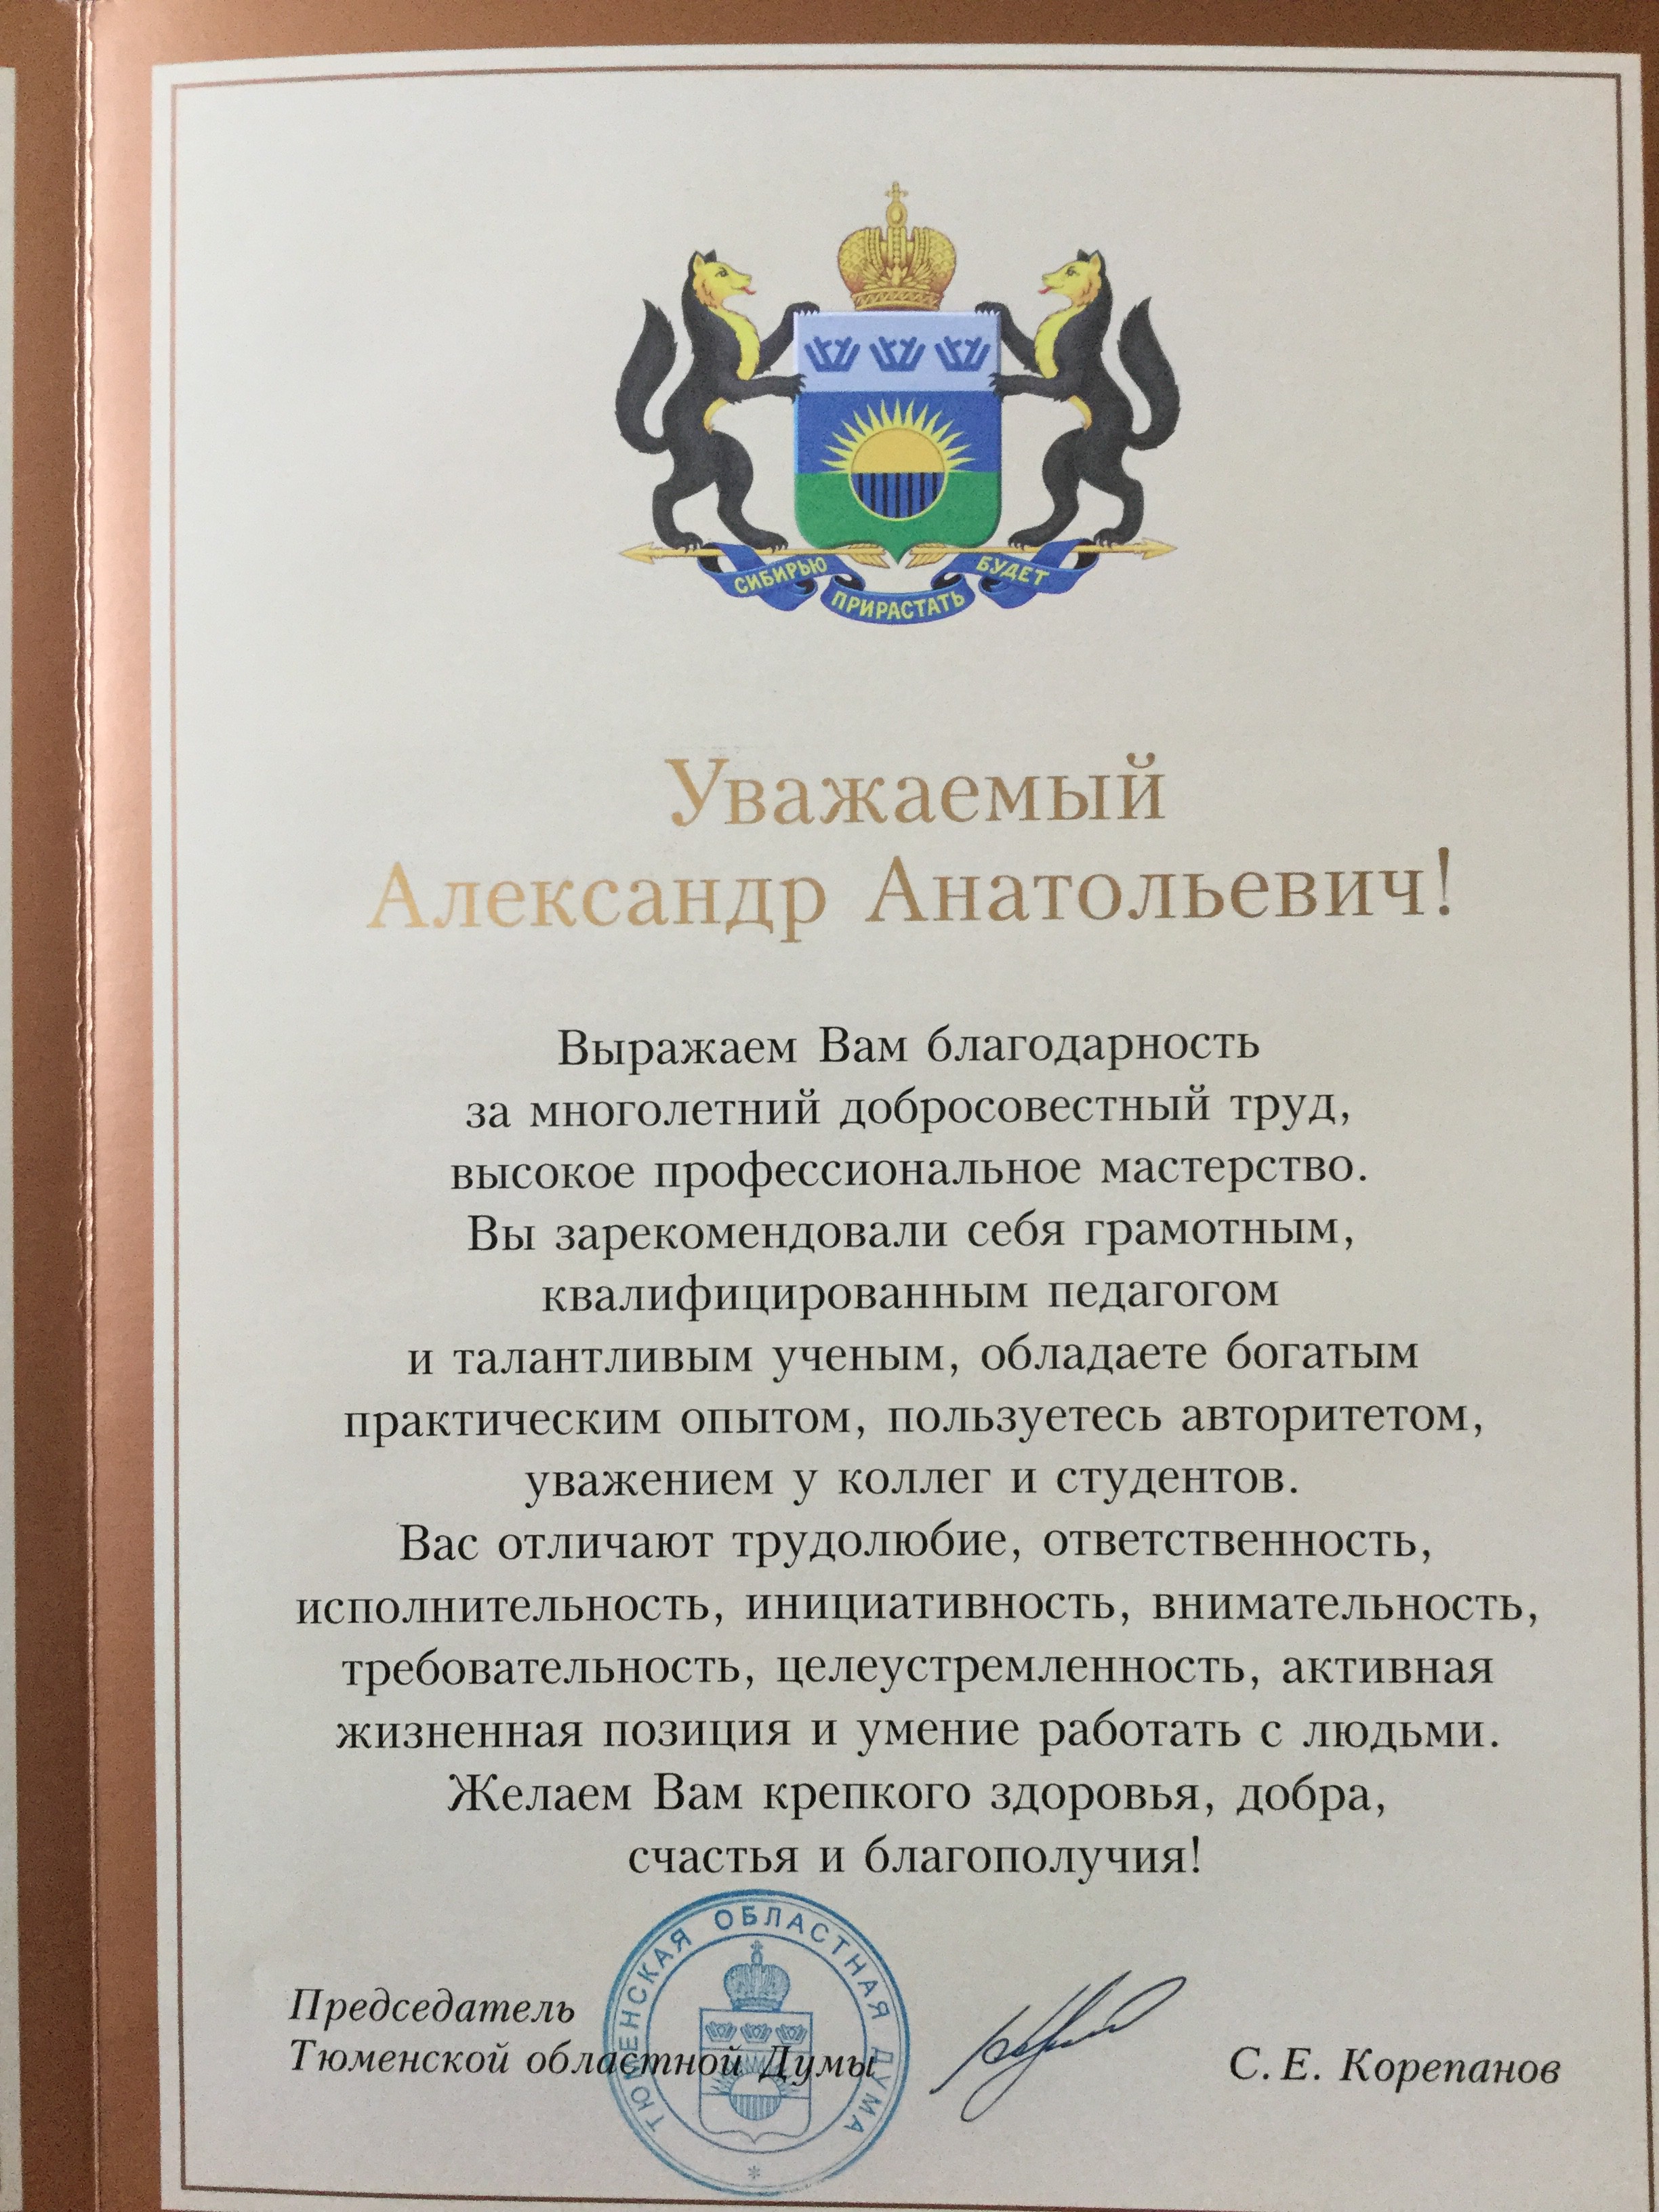 СИБИРЬЮ ПРИРАСТАТЬ БУДЕТ
Уважаемый
Александр Анатольевич!
Выражаем Вам благодарность
за многолетний добросовестный труд,
высокое профессиональное мастерство.
Вы зарекомендовали себя грамотным,
квалифицированным педагогом
и талантливым ученым, обладаете богатым
практическим опытом, пользуетесь авторитетом,
уважением у коллег и студентов.
Вас отличают трудолюбие, ответственность,
исполнительность, инициативность, внимательность,
требовательность, целеустремленность, активная
жизненная позиция и умение работать с людьми.
Желаем Вам крепкого здоровья, добра,
счастья и благополучия!
ТЮМЕНСКАЯ ОБЛАСТНАЯ ДУМА
Председатель
Тюменской областной Думы
С. Е. Корепанов